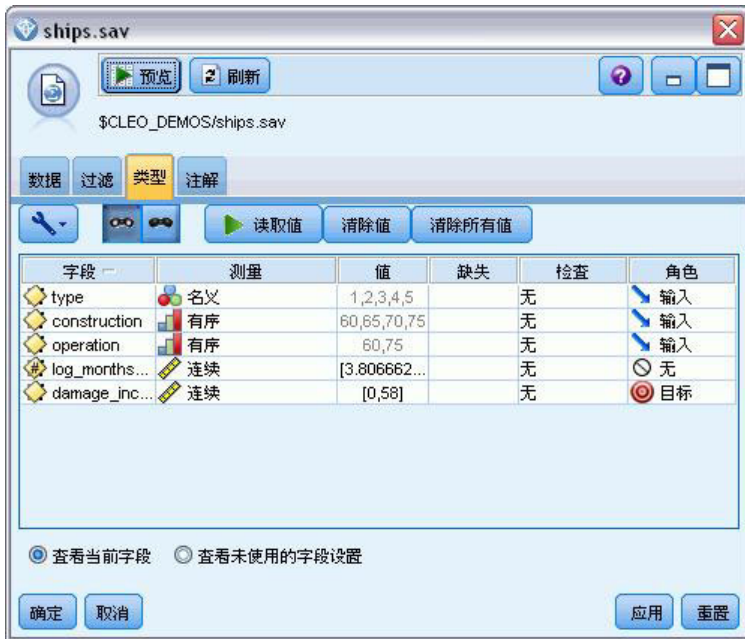 ships.sav
预览 刷新
$CLEO_DEMOS/ships.sav
数据 过滤 类型 注解
读取值 清除值 清除所有值
字段 测量 值 缺失 检查 角色
type 名义 1,2,3,4,5 无 输入
construction 有序 60,65,70,75 无 输入
operation 有序 60,75 无 输入
log_months... 连续 [3.806662... 无 无
damage_inc... 连续 [0,58] 无 目标
查看当前字段 查看未使用的字段设置
确定 取消 应用 重置